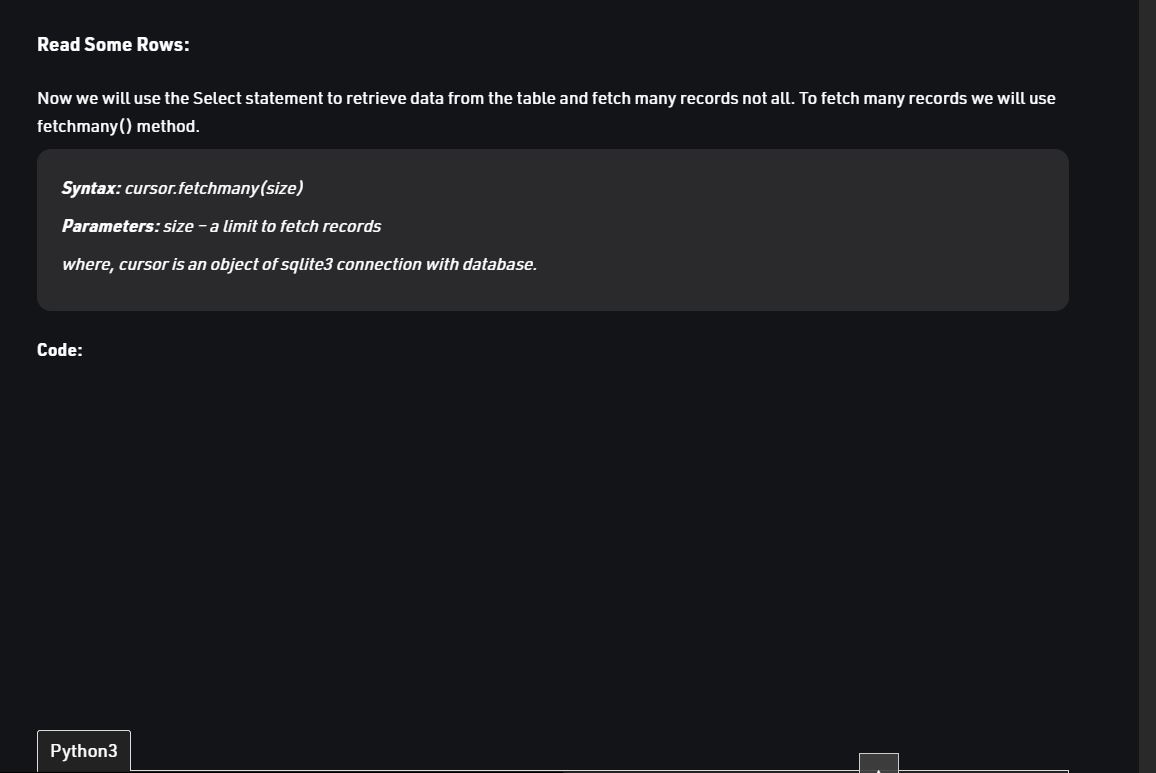 Read Some Rows:
Now we will use the Select statement to retrieve data from the table and fetch many records not all. To fetch many records we will use
fetchmany() method.
Syntax: cursor.fetchmany(size)
Parameters: size – a limit to fetch records
where, cursor is an object of sqlite3 connection with database.
Code:
Python3